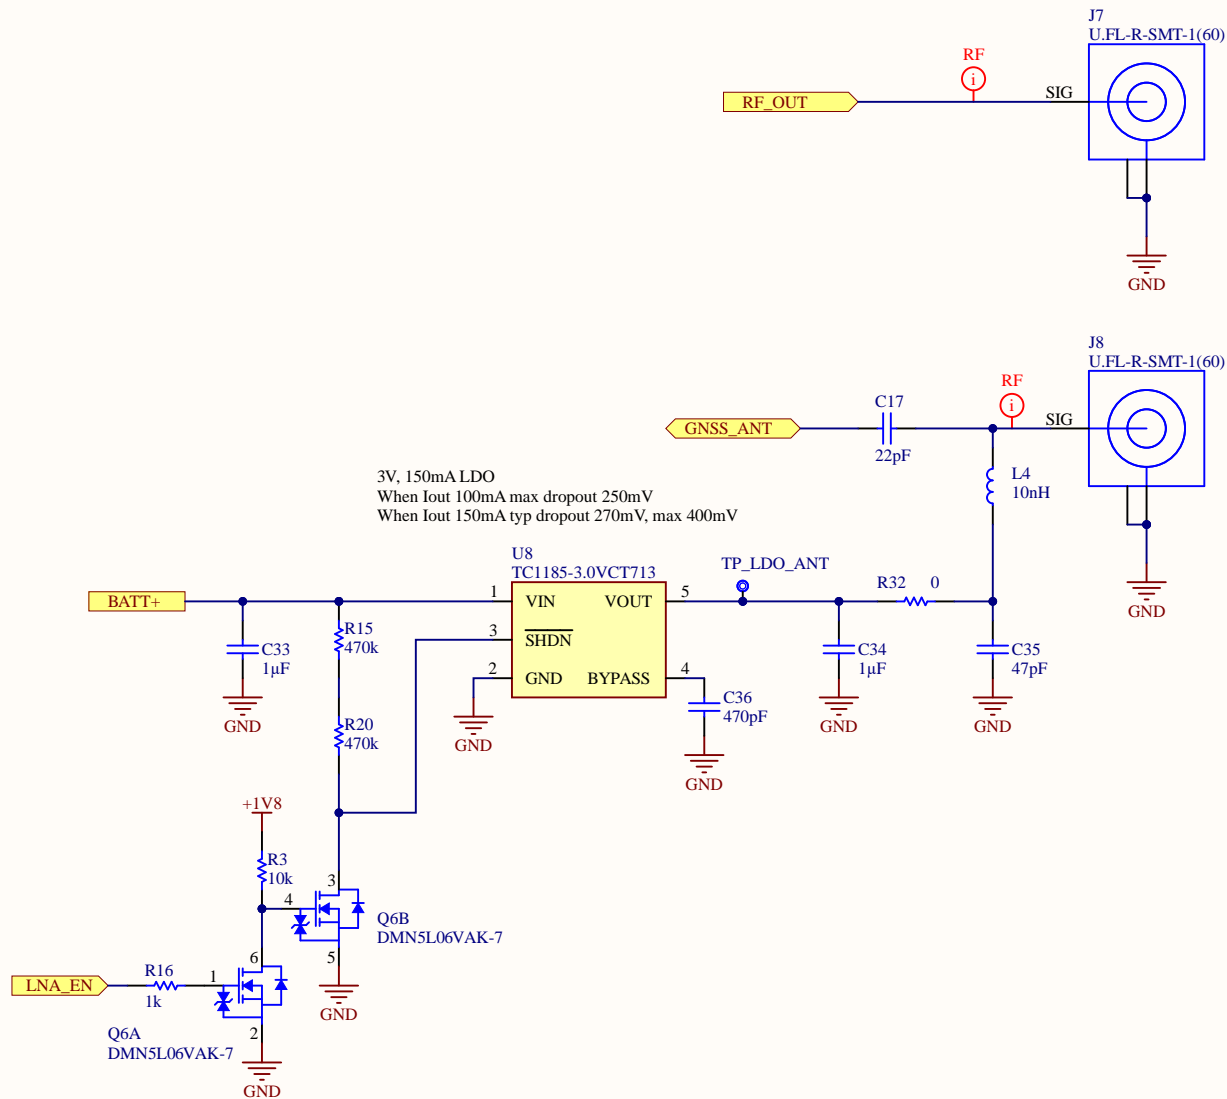 J7
U.FL-R-SMT-1(60)
RF
i
RF_OUT
SIG
GND
J8
U.FL-R-SMT-1(60)
RF
i
C17
GNSS_ANT
SIG
22pF
L4
10nH
3V, 150mA LDO
When Iout 100mA max dropout 250mV
When Iout 150mA typ dropout 270mV, max 400mV
U8
TC1185-3.0VCT713
TP_LDO_ANT
R32 0
BATT+
1 VIN VOUT 5
GND
R15
470k
3 SHDN
C33
1µF
C34
1µF
C35
47pF
2 GND BYPASS 4
C36
470pF
GND
GND
GND
GND
R20
470k
GND
GND
+1V8
R3
10k
3
4
Q6B
DMN5L06VAK-7
5
6
R16
LNA_EN
1
1k
GND
Q6A
DMN5L06VAK-7
2
GND